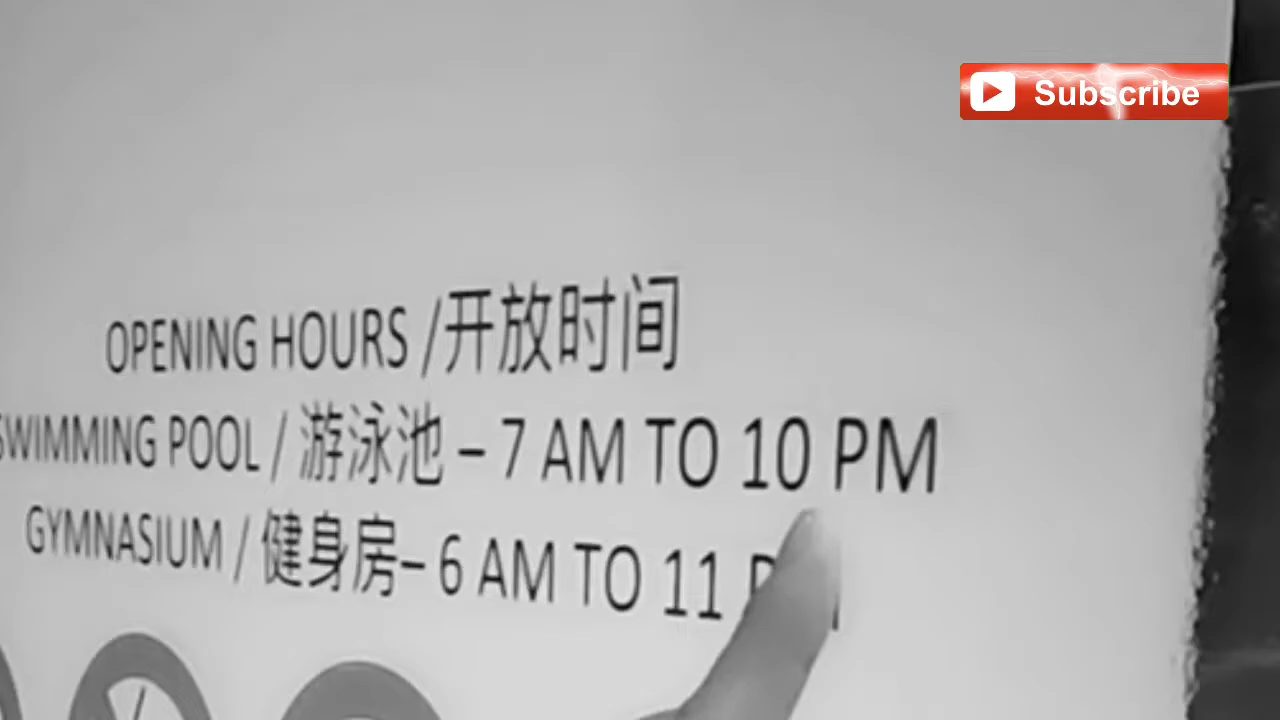 Subscribe
OPENING HOURS /开放时间
SWIMMING POOL / 游泳池 – 7 AM TO 10 PM
GYMNASIUM / 健身房– 6 AM TO 11